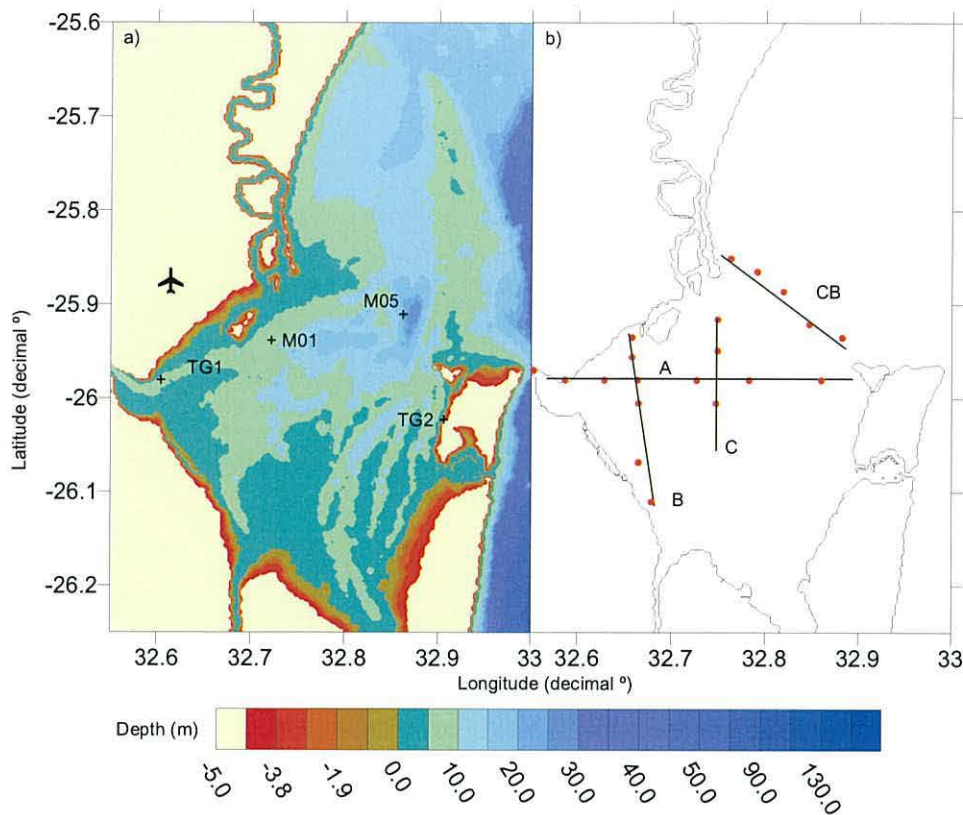 a)
b)
-25.6
-25.7
-25.8
-25.9
-26
-26.1
-26.2
Latitude (decimal º)
M05
M01
TG1
TG2
CB
A
C
B
32.6 32.7 32.8 32.9 33 32.6 32.7 32.8 32.9 33
Longitude (decimal º)
Depth (m)
-5.0 -3.8 -1.9 0.0 10.0 20.0 30.0 40.0 50.0 90.0 130.0